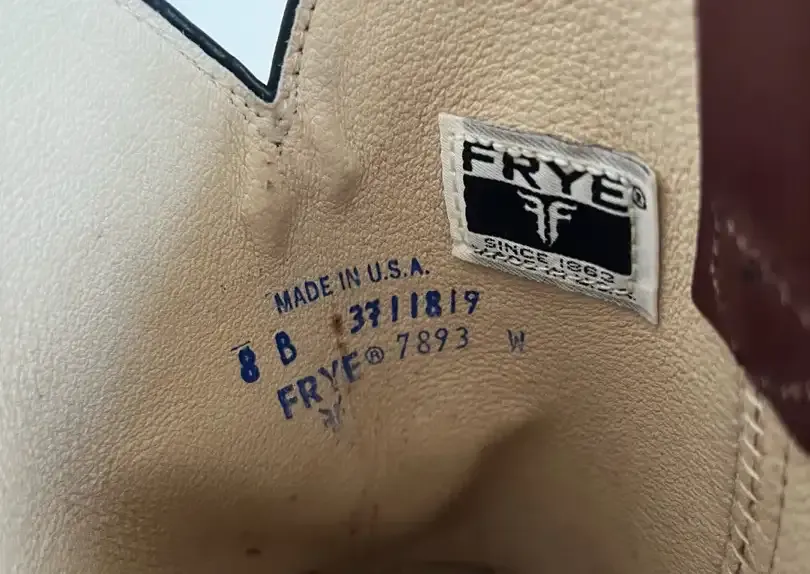 FRYE®
SINCE 1863
MADE IN U.S.A.
8 B 3711819
FRYE® 7893 W